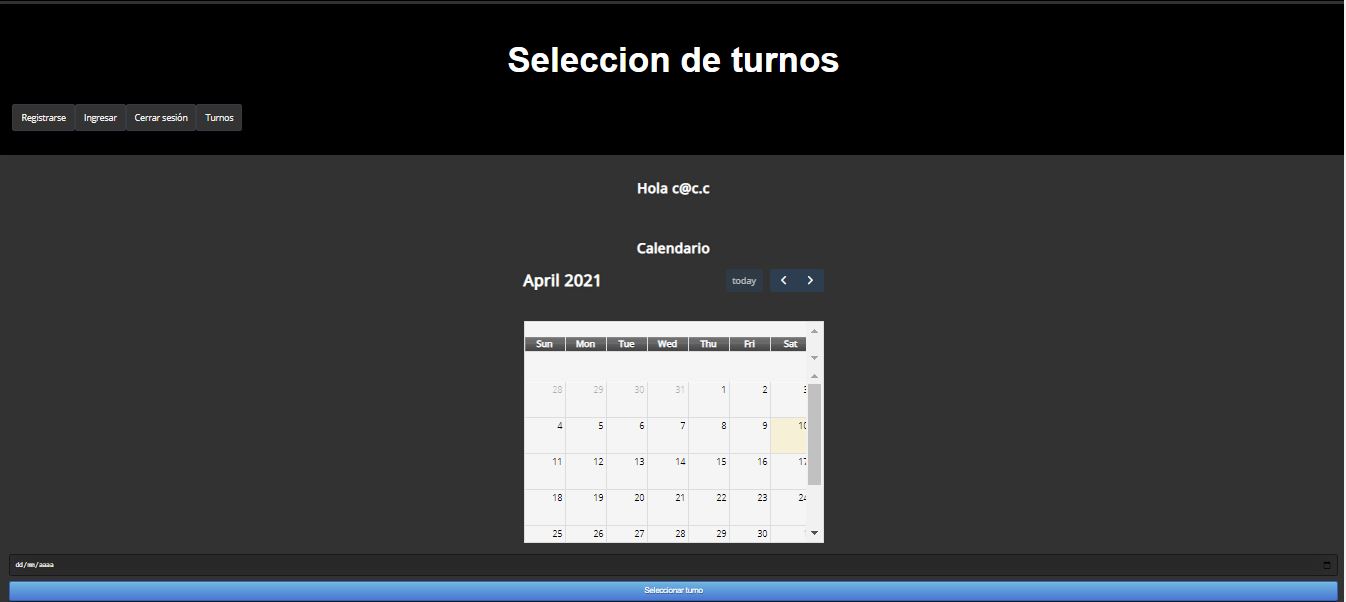 Seleccion de turnos
Registrarse Ingresar Cerrar sesión Turnos
Hola c@c.c
Calendario
April 2021 today
Sun Mon Tue Wed Thu Fri Sat
28 29 30 31 1 2 3
4 5 6 7 8 9 10
11 12 13 14 15 16 17
18 19 20 21 22 23 24
25 26 27 28 29 30
dd/mm/aaaa
Seleccionar turno